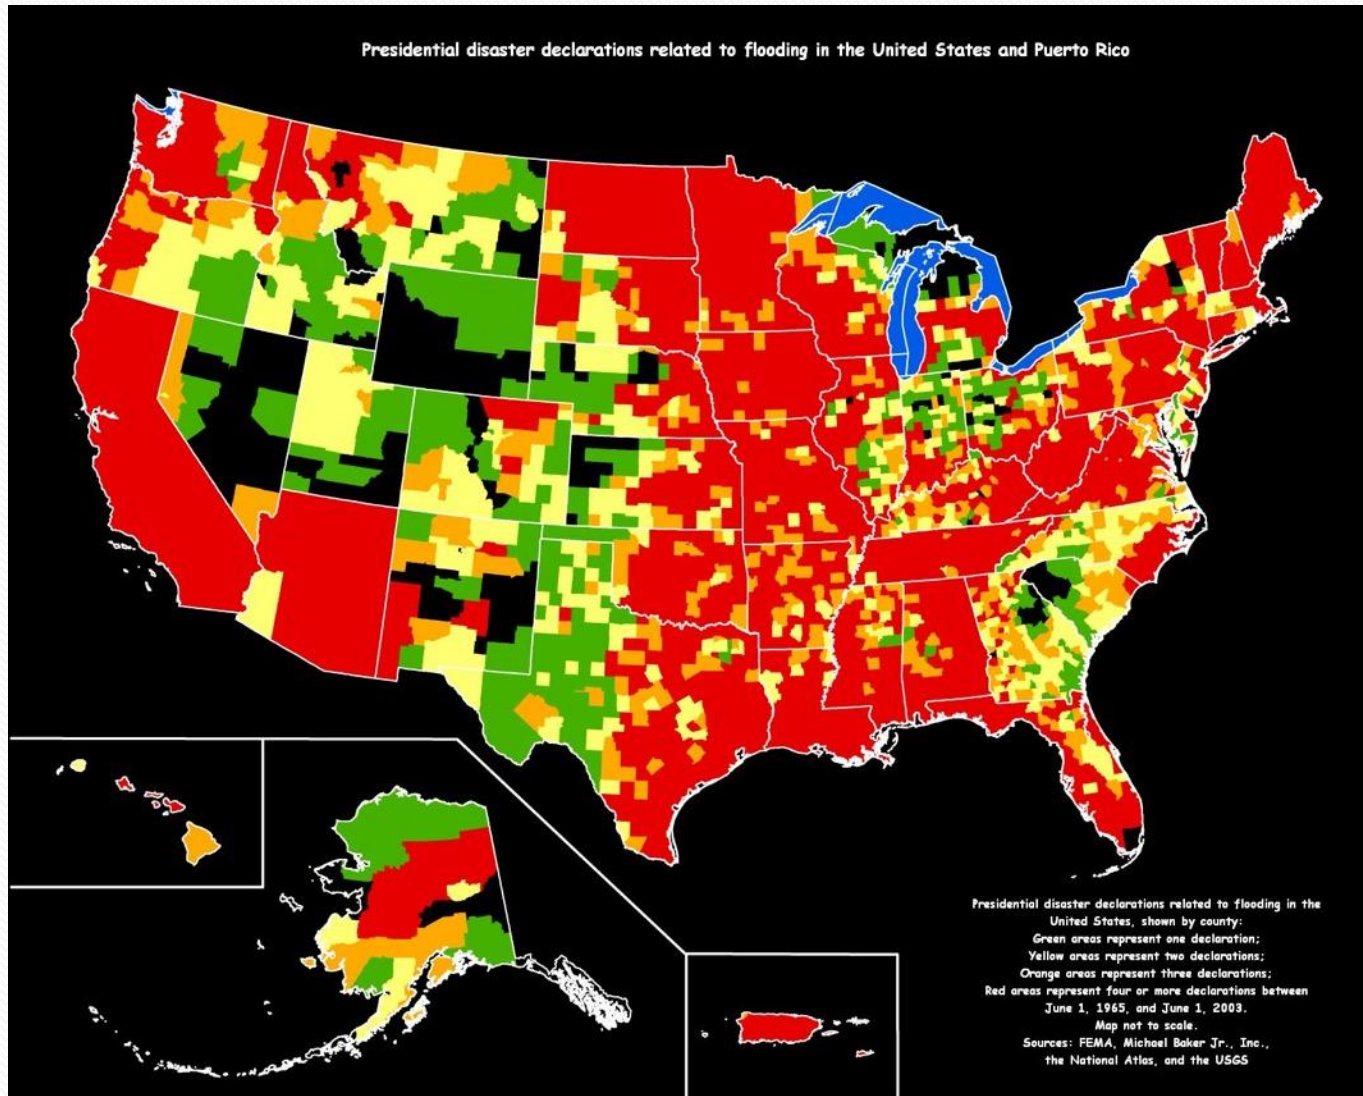 Presidential disaster declarations related to flooding in the United States and Puerto Rico
Presidential disaster declarations related to flooding in the
United States, shown by county:
Green areas represent one declaration;
Yellow areas represent two declarations;
Orange areas represent three declarations;
Red areas represent four or more declarations between
June 1, 1965, and June 1, 2003.
Map not to scale.
Sources: FEMA, Michael Baker Jr., Inc.,
the National Atlas, and the USGS